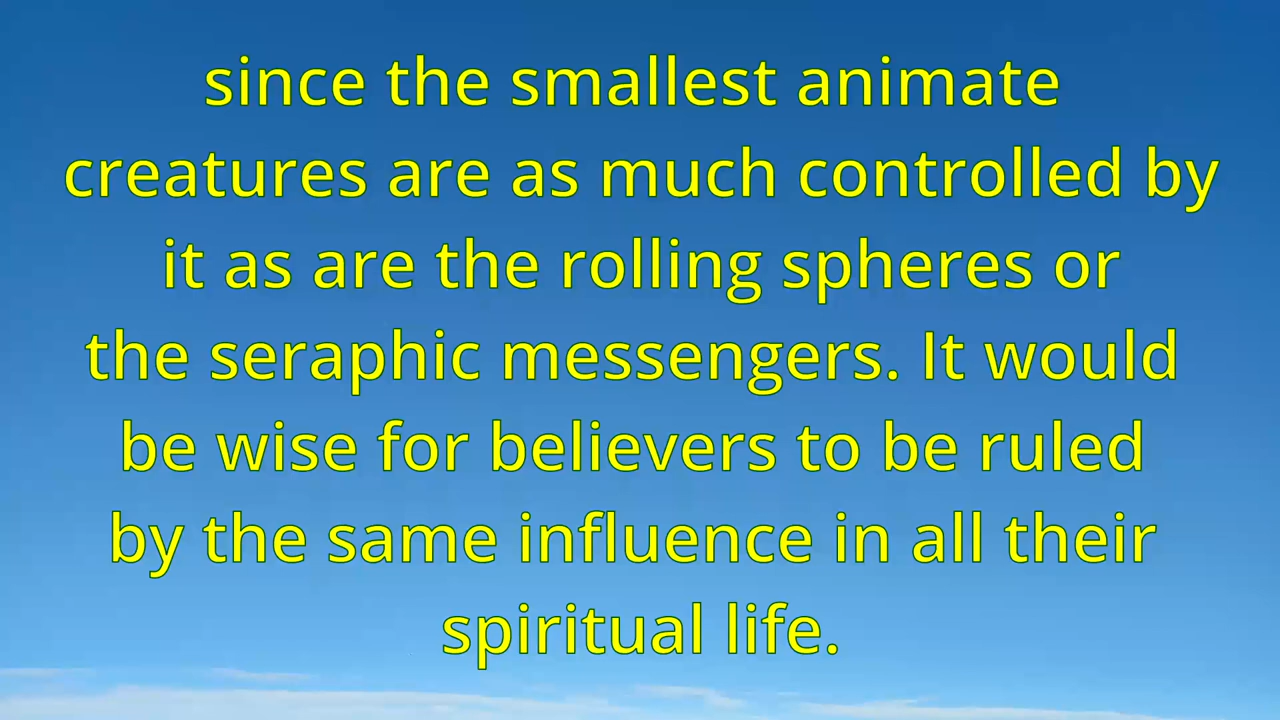 since the smallest animate
creatures are as much controlled by
it as are the rolling spheres or
the seraphic messengers. It would
be wise for believers to be ruled
by the same influence in all their
spiritual life.